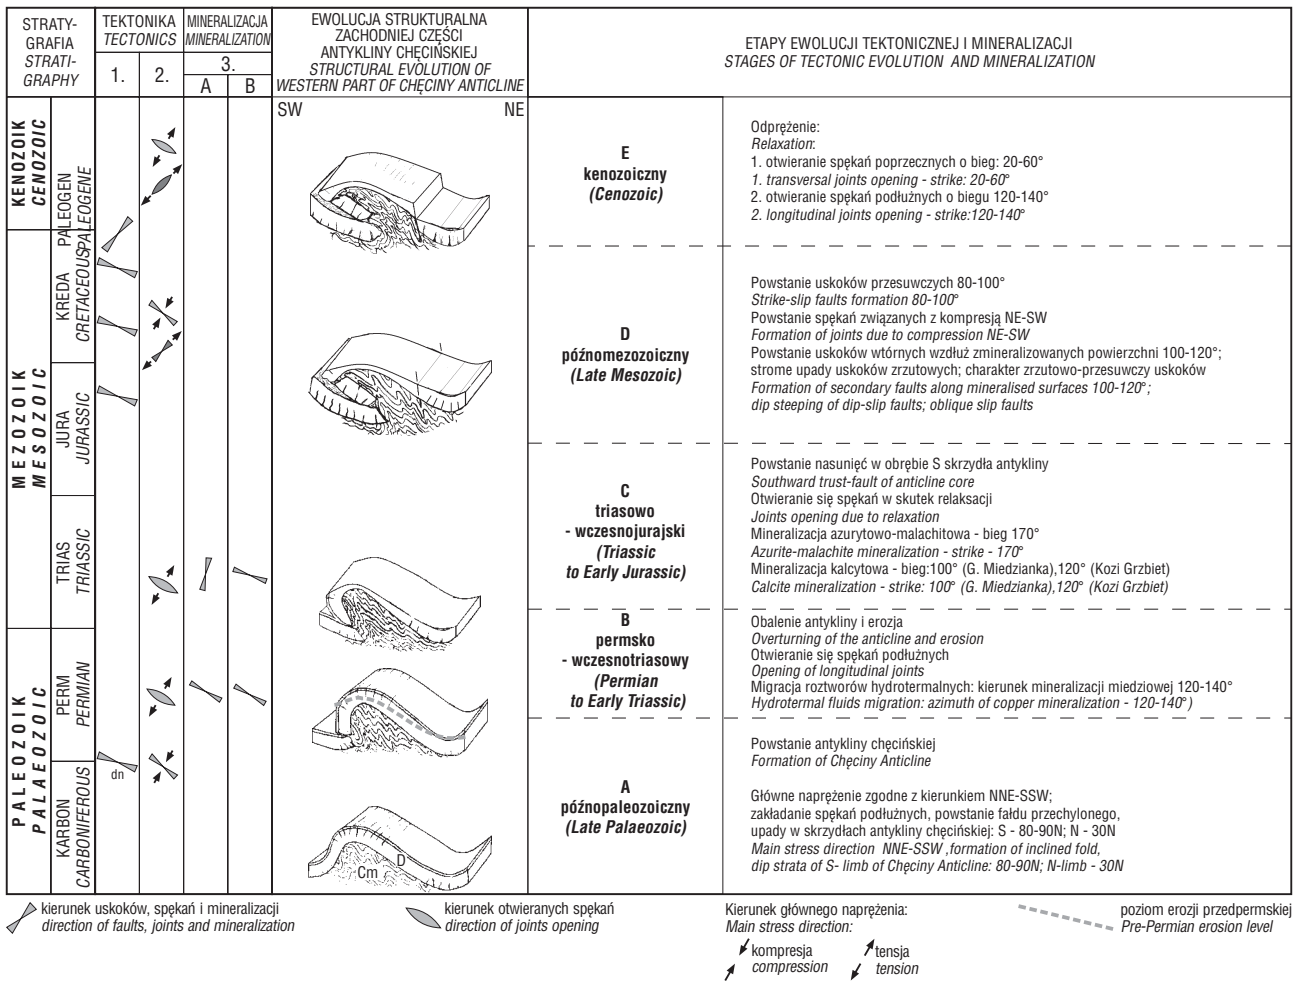 STRATY-
GRAFIA
STRATI-
GRAPHY
TEKTONIKA
TECTONICS
1.
2.
MINERALIZACJA
MINERALIZATION
3.
A
B
EWOLUCJA STRUKTURALNA
ZACHODNIEJ CZĘŚCI
ANTYKLINY CHĘCIŃSKIEJ
STRUCTURAL EVOLUTION OF
WESTERN PART OF CHĘCINY ANTICLINE
ETAPY EWOLUCJI TEKTONICZNEJ I MINERALIZACJI
STAGES OF TECTONIC EVOLUTION AND MINERALIZATION
SW
NE
KENOZOIK
CENOZOIC
PALEOGEN
PALEOGENE
E
kenozoiczny
(Cenozoic)
Odprężenie:
Relaxation:
1. otwieranie spękań poprzecznych o bieg: 20-60°
1. transversal joints opening - strike: 20-60°
2. otwieranie spękań podłużnych o biegu 120-140°
2. longitudinal joints opening - strike:120-140°
MEZOZOIK
MESOZOIC
KREDA
CRETACEOUS
JURA
JURASSIC
TRIAS
TRIASSIC
D
późnomezozoiczny
(Late Mesozoic)
Powstanie uskoków przesuwczych 80-100°
Strike-slip faults formation 80-100°
Powstanie spękań związanych z kompresją NE-SW
Formation of joints due to compression NE-SW
Powstanie uskoków wtórnych wzdłuż zmineralizowanych powierzchni 100-120°;
strome upady uskoków zrzutowych; charakter zrzutowo-przesuwczy uskoków
Formation of secondary faults along mineralised surfaces 100-120°;
dip steeping of dip-slip faults; oblique slip faults
C
triasowo
- wczesnojurajski
(Triassic
to Early Jurassic)
Powstanie nasunięć w obrębie S skrzydła antykliny
Southward trust-fault of anticline core
Otwieranie się spękań w skutek relaksacji
Joints opening due to relaxation
Mineralizacja azurytowo-malachitowa - bieg 170°
Azurite-malachite mineralization - strike - 170°
Mineralizacja kalcytowa - bieg:100° (G. Miedzianka),120° (Kozi Grzbiet)
Calcite mineralization - strike: 100° (G. Miedzianka),120° (Kozi Grzbiet)
PALEOZOIK
PALAEOZOIC
PERM
PERMIAN
KARBON
CARBONIFEROUS
dn
B
permsko
- wczesnotriasowy
(Permian
to Early Triassic)
Obalenie antykliny i erozja
Overturning of the anticline and erosion
Otwieranie się spękań podłużnych
Opening of longitudinal joints
Migracja roztworów hydrotermalnych: kierunek mineralizacji miedziowej 120-140°
Hydrotermal fluids migration: azimuth of copper mineralization - 120-140°)
D
Cm
A
późnopaleozoiczny
(Late Palaeozoic)
Powstanie antykliny chęcińskiej
Formation of Chęciny Anticline
Główne naprężenie zgodne z kierunkiem NNE-SSW;
zakładanie spękań podłużnych, powstanie fałdu przechylonego,
upady w skrzydłach antykliny chęcińskiej: S - 80-90N; N - 30N
Main stress direction NNE-SSW ,formation of inclined fold,
dip strata of S- limb of Chęciny Anticline: 80-90N; N-limb - 30N
kierunek uskoków, spękań i mineralizacji
direction of faults, joints and mineralization
kierunek otwieranych spękań
direction of joints opening
Kierunek głównego naprężenia:
Main stress direction:
kompresja
compression
tensja
tension
poziom erozji przedpermskiej
Pre-Permian erosion level